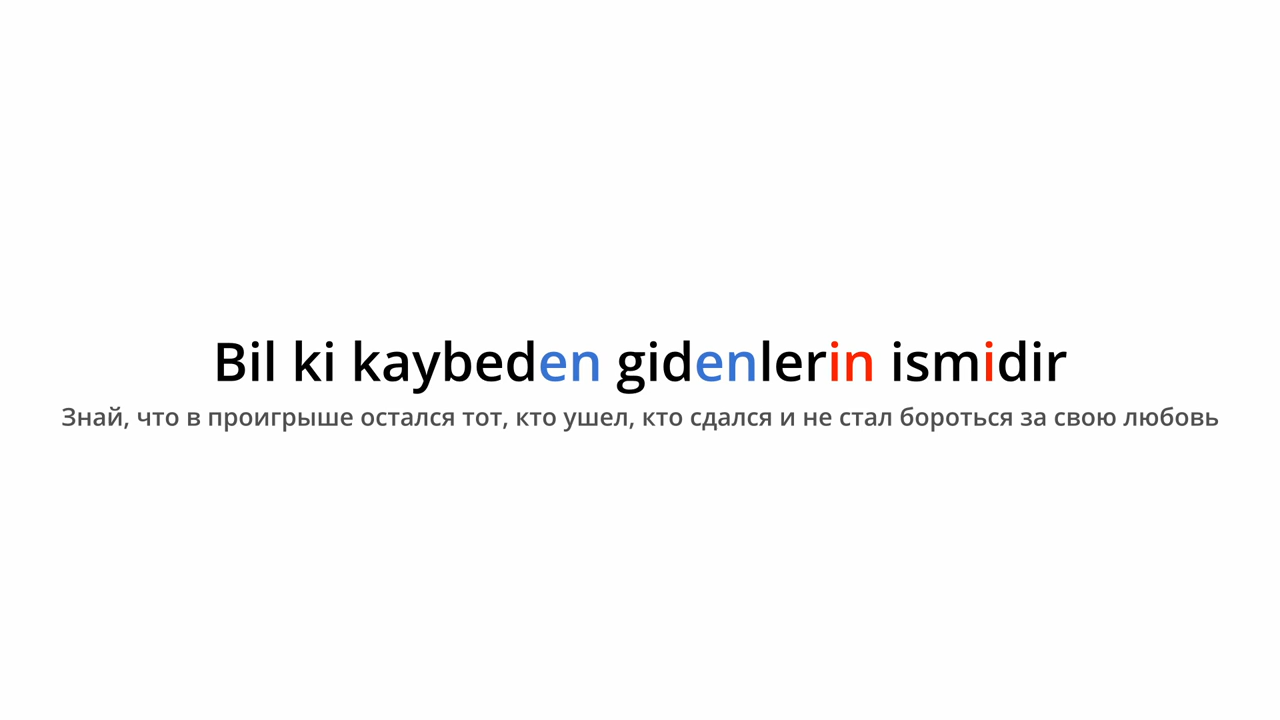 Bil ki kaybeden gidenlerin ismidir
Знай, что в проигрыше остался тот, кто ушел, кто сдался и не стал бороться за свою любовь